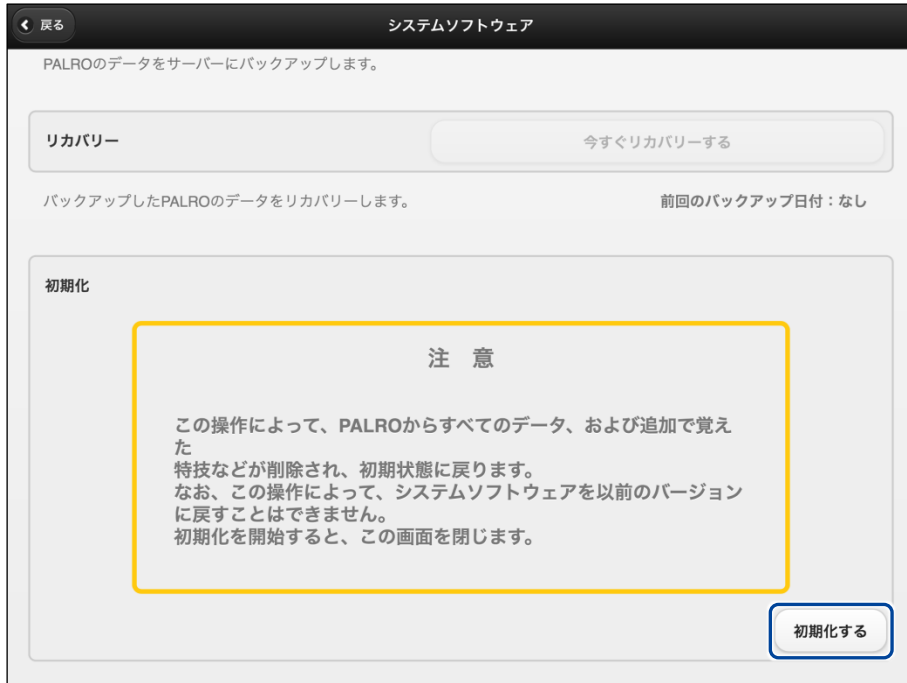 戻る
システムソフトウェア
PALROのデータをサーバーにバックアップします。
リカバリー
今すぐリカバリーする
バックアップしたPALROのデータをリカバリーします。
前回のバックアップ日付：なし
初期化
注　意
この操作によって、PALROからすべてのデータ、および追加で覚え
た
特技などが削除され、初期状態に戻ります。
なお、この操作によって、システムソフトウェアを以前のバージョン
に戻すことはできません。
初期化を開始すると、この画面を閉じます。
初期化する